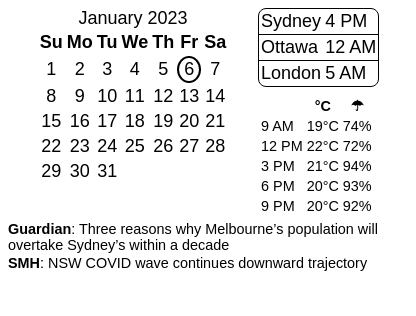 January 2023
Su Mo Tu We Th Fr Sa
1 2 3 4 5 6 7
8 9 10 11 12 13 14
15 16 17 18 19 20 21
22 23 24 25 26 27 28
29 30 31
Sydney 4 PM
Ottawa 12 AM
London 5 AM
°C ☂
9 AM 19°C 74%
12 PM 22°C 72%
3 PM 21°C 94%
6 PM 20°C 93%
9 PM 20°C 92%
Guardian: Three reasons why Melbourne’s population will
overtake Sydney’s within a decade
SMH: NSW COVID wave continues downward trajectory